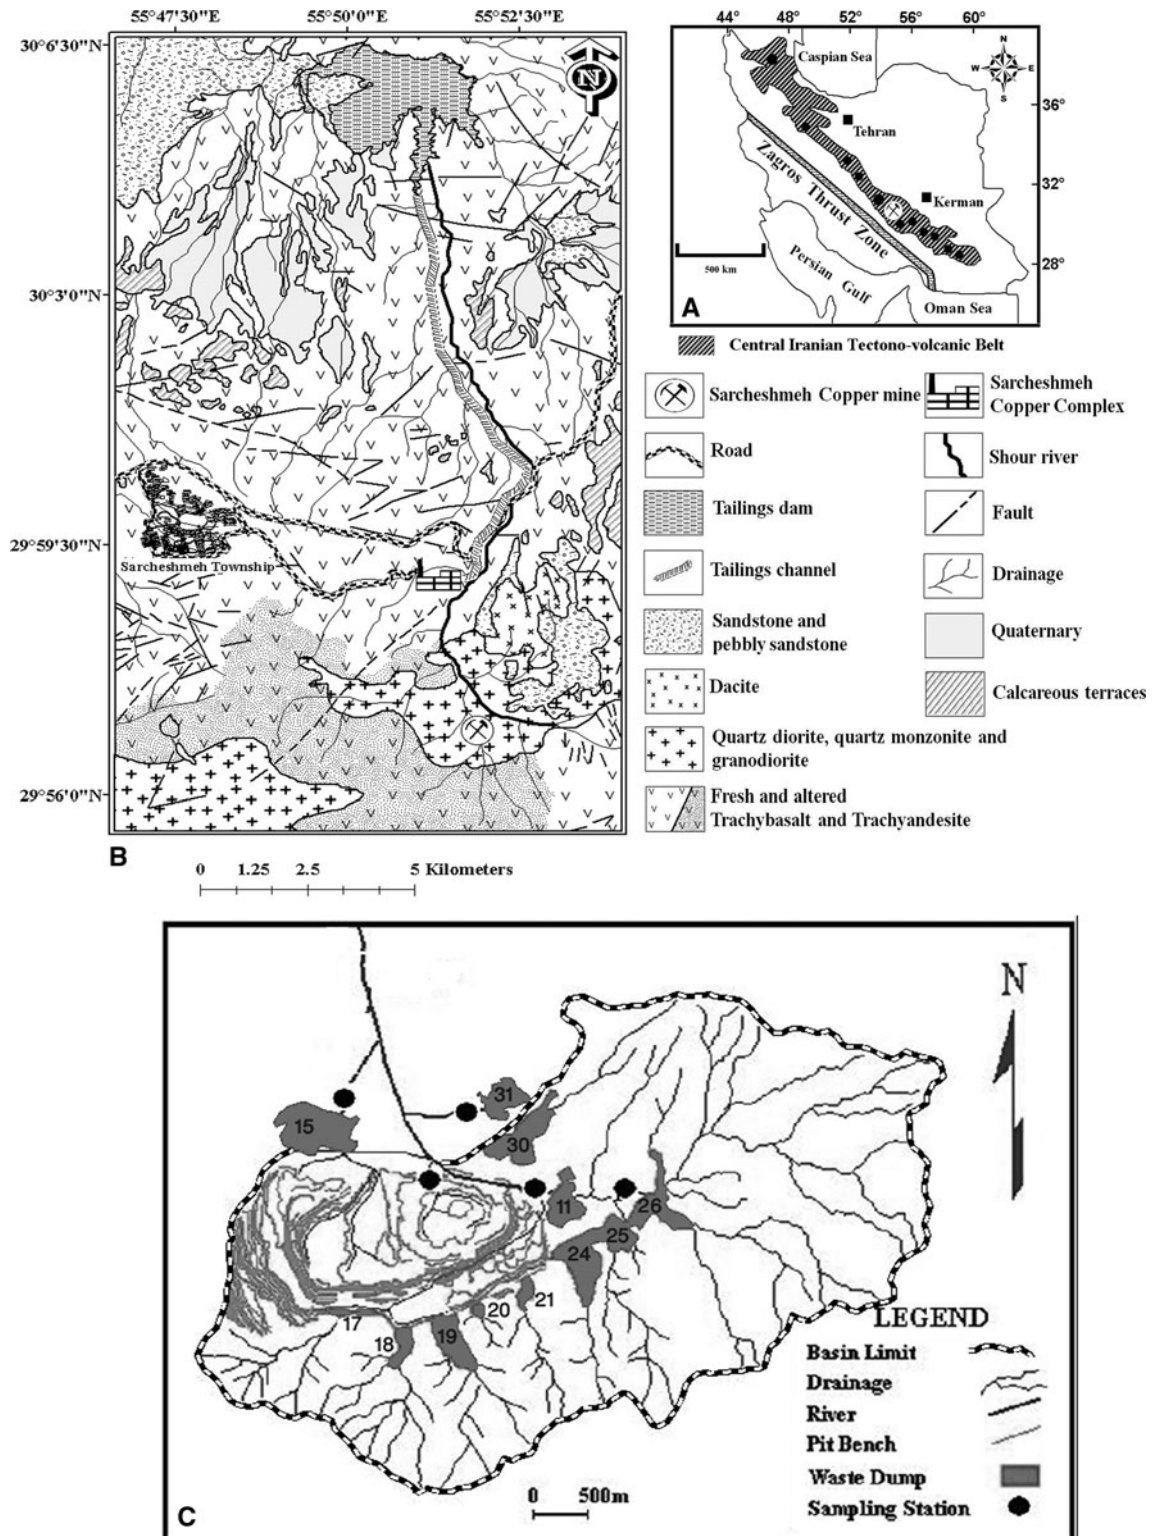 55°47'30"E 55°50'0"E 55°52'30"E
30°6'30"N
30°3'0"N
29°59'30"N
29°56'0"N
N
Sarcheshmeh Township
B
0 1.25 2.5 5 Kilometers
44° 48° 52° 56° 60°
36°
32°
28°
N
W E
S
Caspian Sea
Tehran
Zagros Thrust Zone
Kerman
500 km
Persian Gulf
A
Oman Sea
Central Iranian Tectono-volcanic Belt
Sarcheshmeh Copper mine
Sarcheshmeh
Copper Complex
Road
Shour river
Tailings dam
Fault
Tailings channel
Drainage
Sandstone and
pebbly sandstone
Quaternary
Dacite
Calcareous terraces
Quartz diorite, quartz monzonite and
granodiorite
Fresh and altered
Trachybasalt and Trachyandesite
N
31
15
30
11
26
25
24
21
20
17
18
19
LEGEND
Basin Limit
Drainage
River
Pit Bench
Waste Dump
Sampling Station
0 500m
C